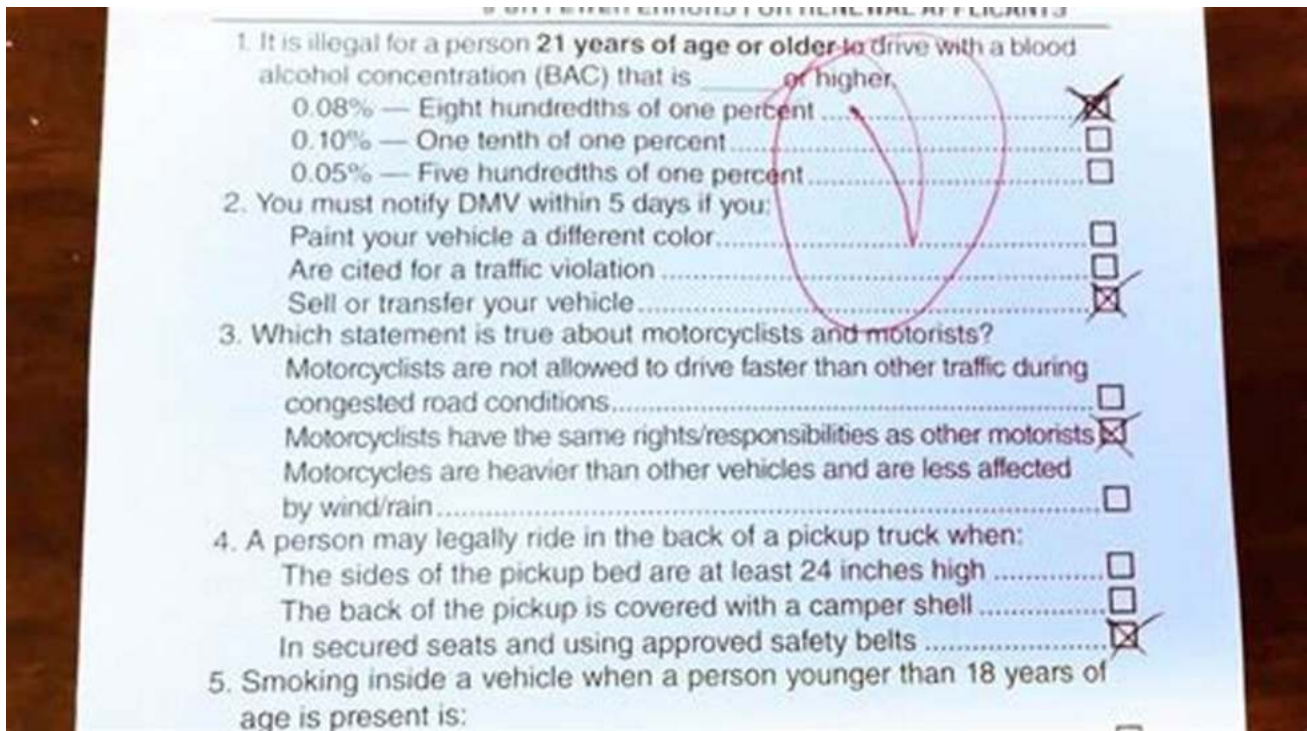 5 OR FEWER ERRORS FOR RENEWAL APPLICANTS
1. It is illegal for a person 21 years of age or older to drive with a blood
alcohol concentration (BAC) that is _____ or higher.
0.08% — Eight hundredths of one percent
0.10% — One tenth of one percent
0.05% — Five hundredths of one percent
2. You must notify DMV within 5 days if you:
Paint your vehicle a different color
Are cited for a traffic violation
Sell or transfer your vehicle
3. Which statement is true about motorcyclists and motorists?
Motorcyclists are not allowed to drive faster than other traffic during
congested road conditions
Motorcyclists have the same rights/responsibilities as other motorists
Motorcycles are heavier than other vehicles and are less affected
by wind/rain
4. A person may legally ride in the back of a pickup truck when:
The sides of the pickup bed are at least 24 inches high
The back of the pickup is covered with a camper shell
In secured seats and using approved safety belts
5. Smoking inside a vehicle when a person younger than 18 years of
age is present is: